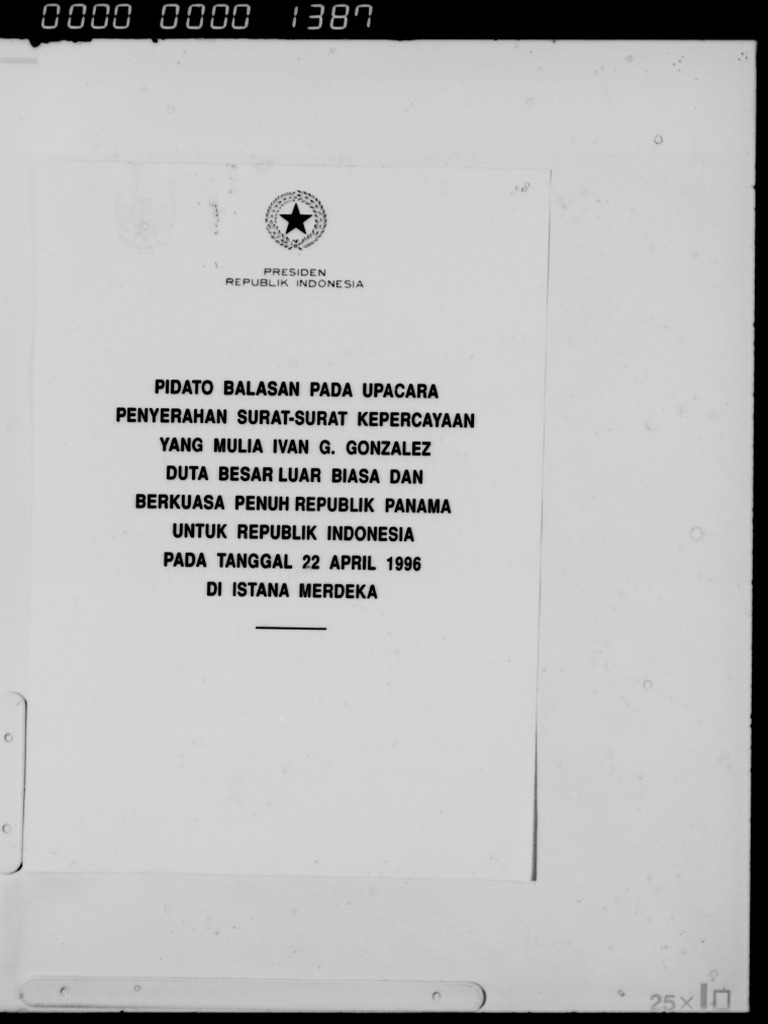 0000 0000 1387
PRESIDEN
REPUBLIK INDONESIA
PIDATO BALASAN PADA UPACARA
PENYERAHAN SURAT-SURAT KEPERCAYAAN
YANG MULIA IVAN G. GONZALEZ
DUTA BESAR LUAR BIASA DAN
BERKUASA PENUH REPUBLIK PANAMA
UNTUK REPUBLIK INDONESIA
PADA TANGGAL 22 APRIL 1996
DI ISTANA MERDEKA
25×